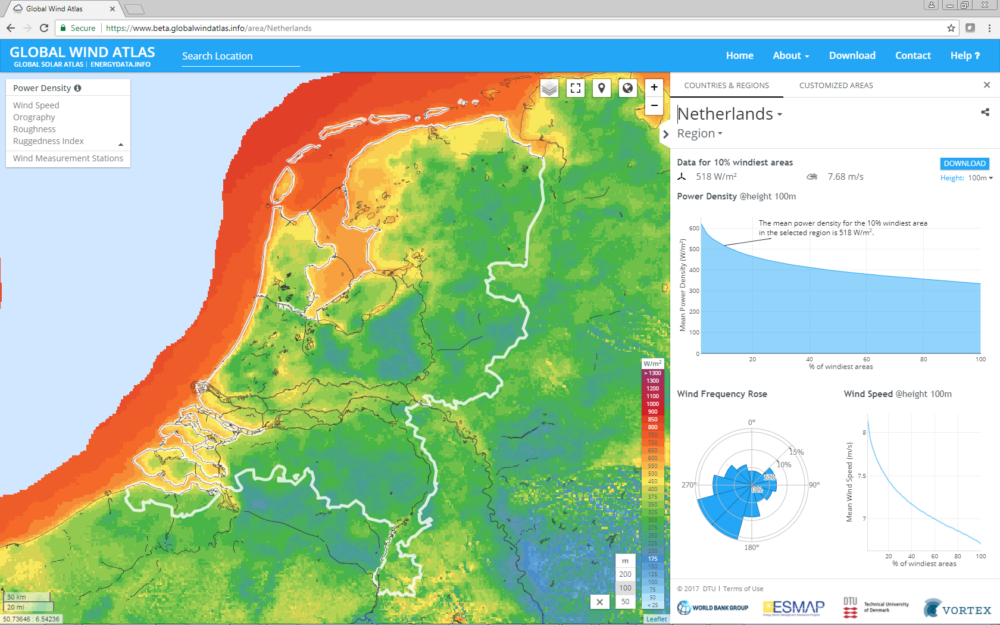 Global Wind Atlas
Secure
https://www.beta.globalwindatlas.info/area/Netherlands
GLOBAL WIND ATLAS
GLOBAL SOLAR ATLAS | ENERGYDATA.INFO
Search Location
Home
About
Download
Contact
Help ?
Power Density
Wind Speed
Orography
Roughness
Ruggedness Index
Wind Measurement Stations
+
−
W/m²
> 1300
1300
1200
1100
1000
900
850
800
750
700
650
600
550
500
450
400
375
350
325
300
275
250
225
200
175
150
125
100
75
50
< 25
m
200
100
50
30 km
20 mi
50.73646 : 6.54236
Leaflet
COUNTRIES & REGIONS
CUSTOMIZED AREAS
Netherlands
Region
Data for 10% windiest areas
DOWNLOAD
518 W/m²
7.68 m/s
Height: 100m
Power Density @height 100m
The mean power density for the 10% windiest area
in the selected region is 518 W/m².
Mean Power Density (W/m²)
600
500
400
300
200
100
0
20
40
60
80
100
% of windiest areas
Wind Frequency Rose
0°
15%
10%
5%
0%
270°
90°
180°
Wind Speed @height 100m
Mean Wind Speed (m/s)
8
7.5
7
20
40
60
80
100
% of windiest areas
© 2017 DTU | Terms of Use
WORLD BANK GROUP
ESMAP
Energy Sector Management Assistance Program
DTU
Technical University
of Denmark
VORTEX